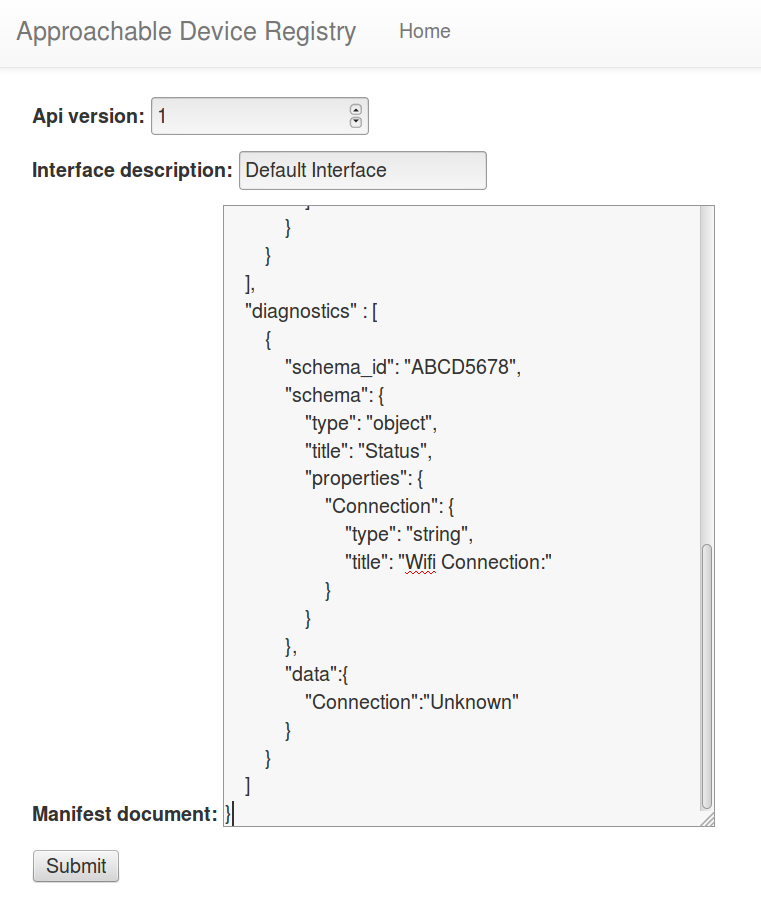 Approachable Device Registry Home
Api version: 1
Interface description: Default Interface
]
}
}
],
"diagnostics" : [
{
"schema_id": "ABCD5678",
"schema": {
"type": "object",
"title": "Status",
"properties": {
"Connection": {
"type": "string",
"title": "Wifi Connection:"
}
}
},
"data":{
"Connection":"Unknown"
}
}
]
Manifest document: }
Submit